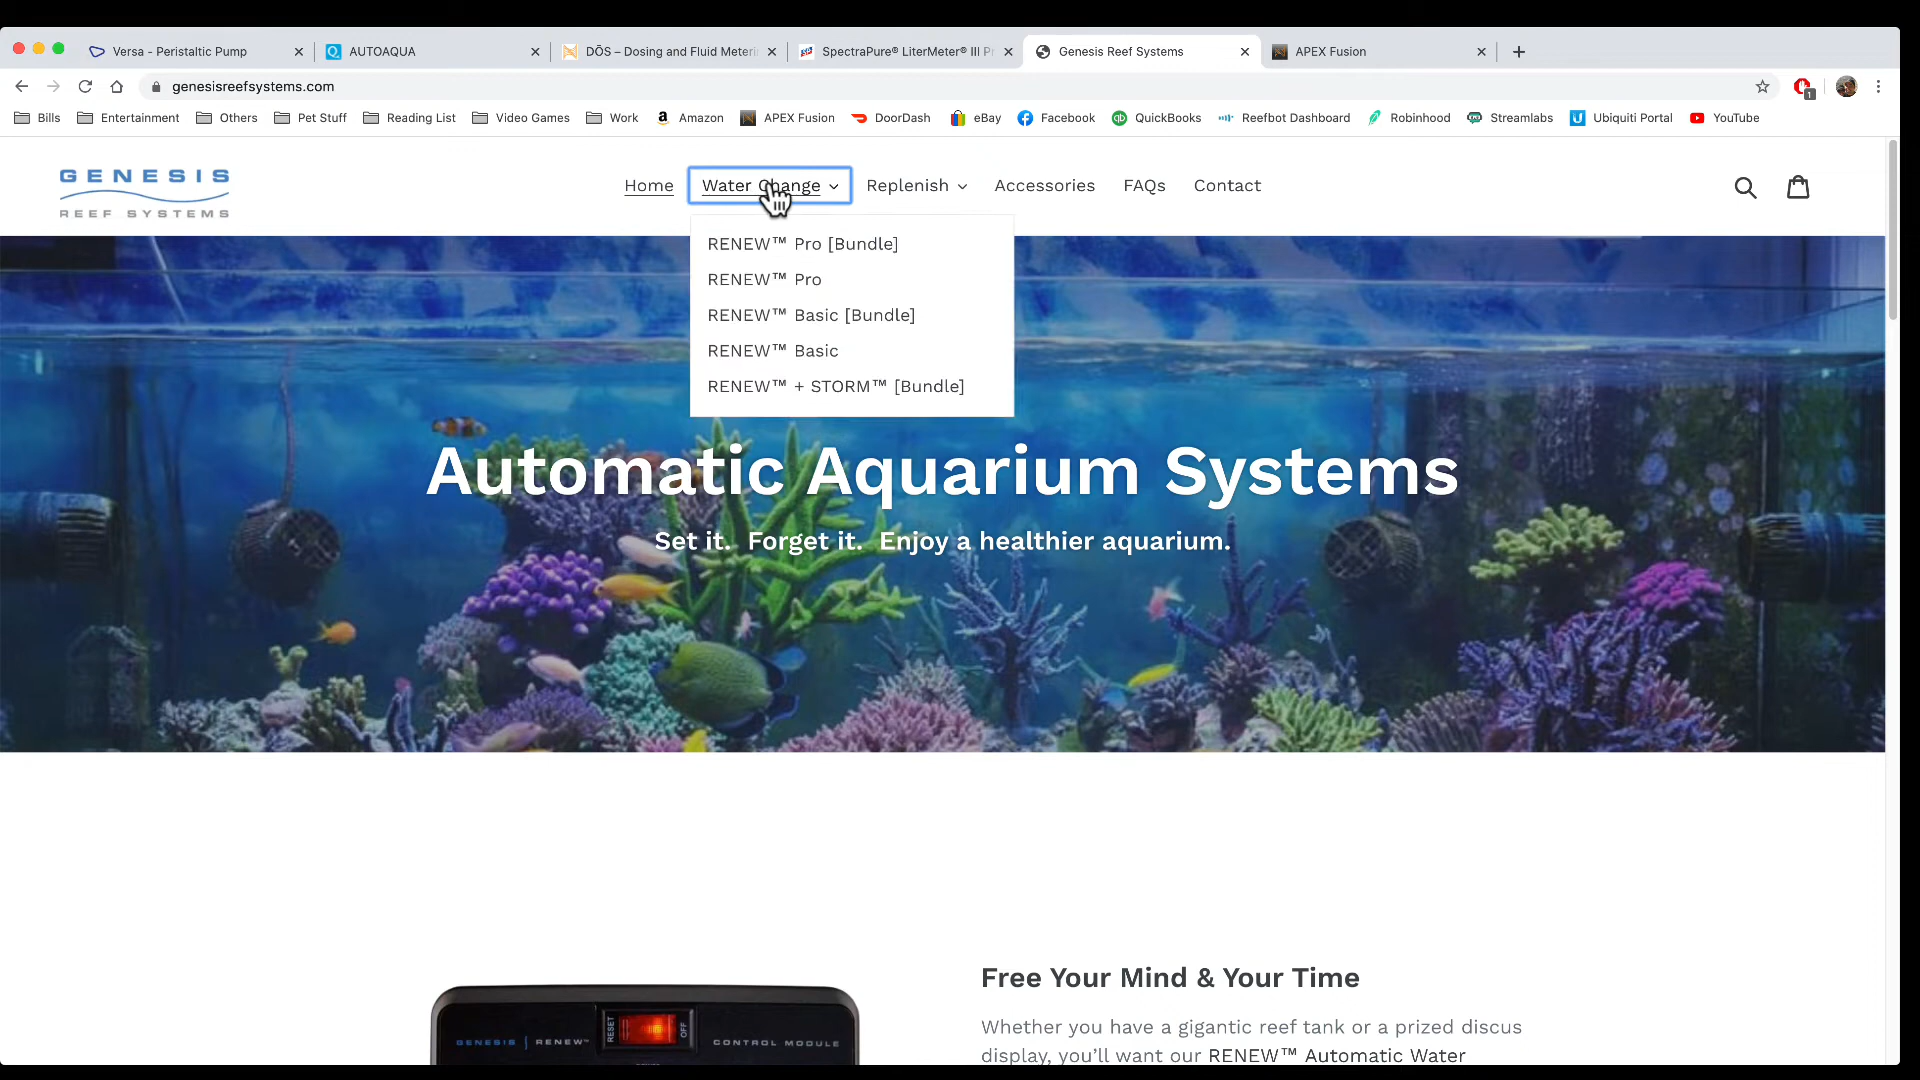 Versa - Peristaltic Pump
AUTOAQUA
DŌS – Dosing and Fluid Meterin
SpectraPure® LiterMeter® III Pr
Genesis Reef Systems
APEX Fusion
genesisreefsystems.com
1
Bills
Entertainment
Others
Pet Stuff
Reading List
Video Games
Work
Amazon
APEX Fusion
DoorDash
eBay
Facebook
QuickBooks
Reefbot Dashboard
Robinhood
Streamlabs
Ubiquiti Portal
YouTube
GENESIS
REEF SYSTEMS
Home
Water Change
Replenish
Accessories
FAQs
Contact
RENEW™ Pro [Bundle]
RENEW™ Pro
RENEW™ Basic [Bundle]
RENEW™ Basic
RENEW™ + STORM™ [Bundle]
Automatic Aquarium Systems
Set it. Forget it. Enjoy a healthier aquarium.
RESET
OFF
GENESIS | RENEW™
CONTROL MODULE
Free Your Mind & Your Time
Whether you have a gigantic reef tank or a prized discus
display, you'll want our RENEW™ Automatic Water